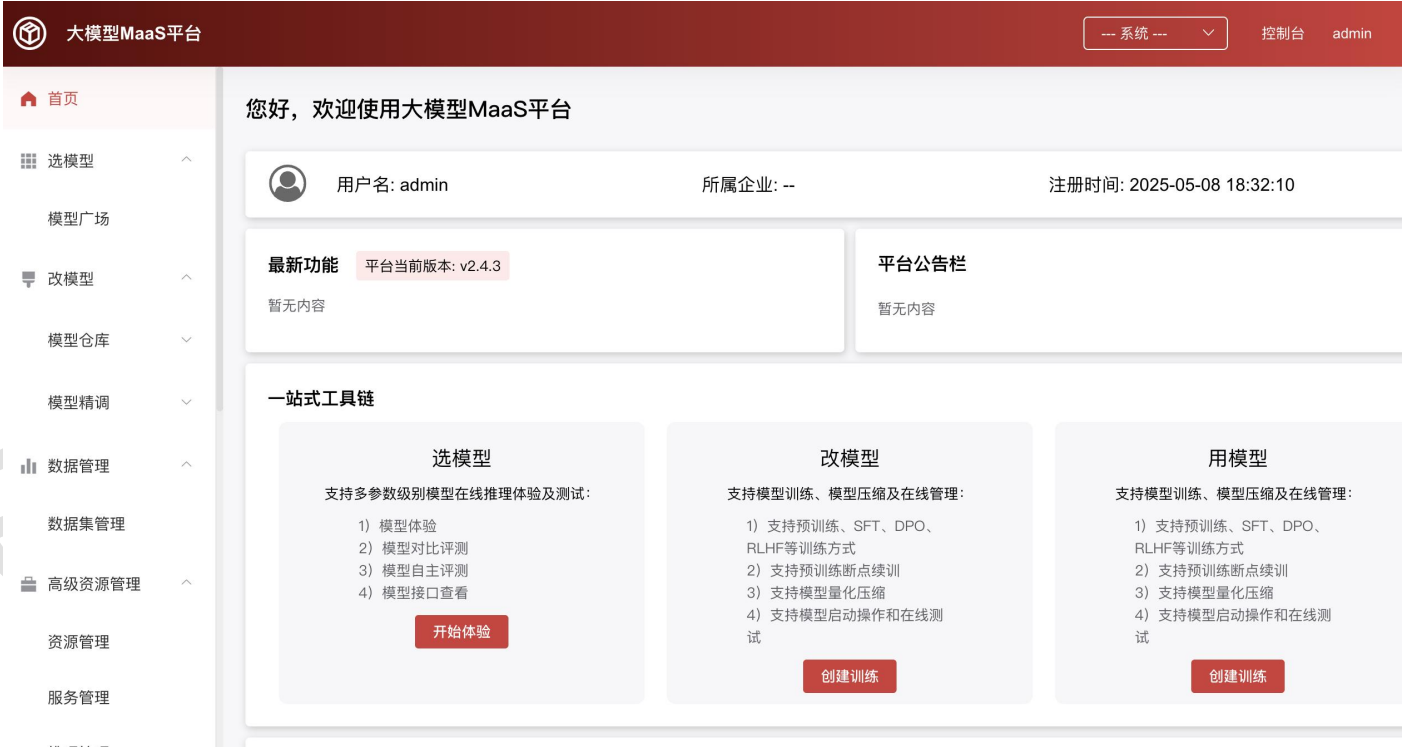 大模型MaaS平台
--- 系统 ---
控制台
admin
首页
选模型
模型广场
改模型
模型仓库
模型精调
数据管理
数据集管理
高级资源管理
资源管理
服务管理
您好，欢迎使用大模型MaaS平台
用户名: admin
所属企业: --
注册时间: 2025-05-08 18:32:10
最新功能
平台当前版本: v2.4.3
暂无内容
平台公告栏
暂无内容
一站式工具链
选模型
支持多参数级别模型在线推理体验及测试：
1）模型体验
2）模型对比评测
3）模型自主评测
4）模型接口查看
开始体验
改模型
支持模型训练、模型压缩及在线管理：
1）支持预训练、SFT、DPO、
RLHF等训练方式
2）支持预训练断点续训
3）支持模型量化压缩
4）支持模型启动操作和在线测
试
创建训练
用模型
支持模型训练、模型压缩及在线管理：
1）支持预训练、SFT、DPO、
RLHF等训练方式
2）支持预训练断点续训
3）支持模型量化压缩
4）支持模型启动操作和在线测
试
创建训练